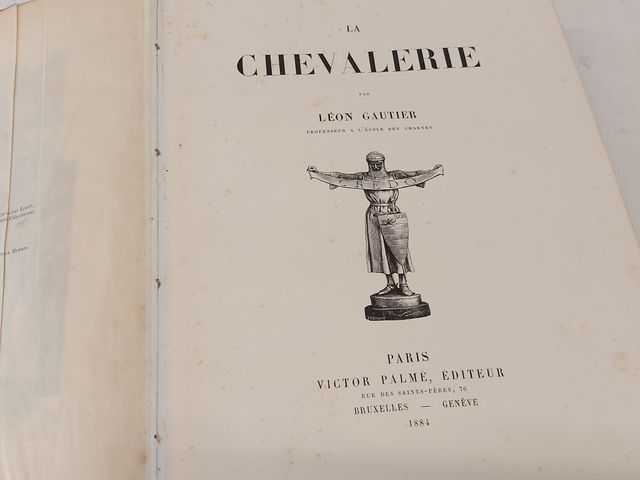 LA
CHEVALERIE
PAR
LÉON GAUTIER
PROFESSEUR A L'ÉCOLE DES CHARTES
CREDO
PARIS
VICTOR PALMÉ, ÉDITEUR
RUE DES SAINTS-PÈRES, 76
BRUXELLES — GENÈVE
1884